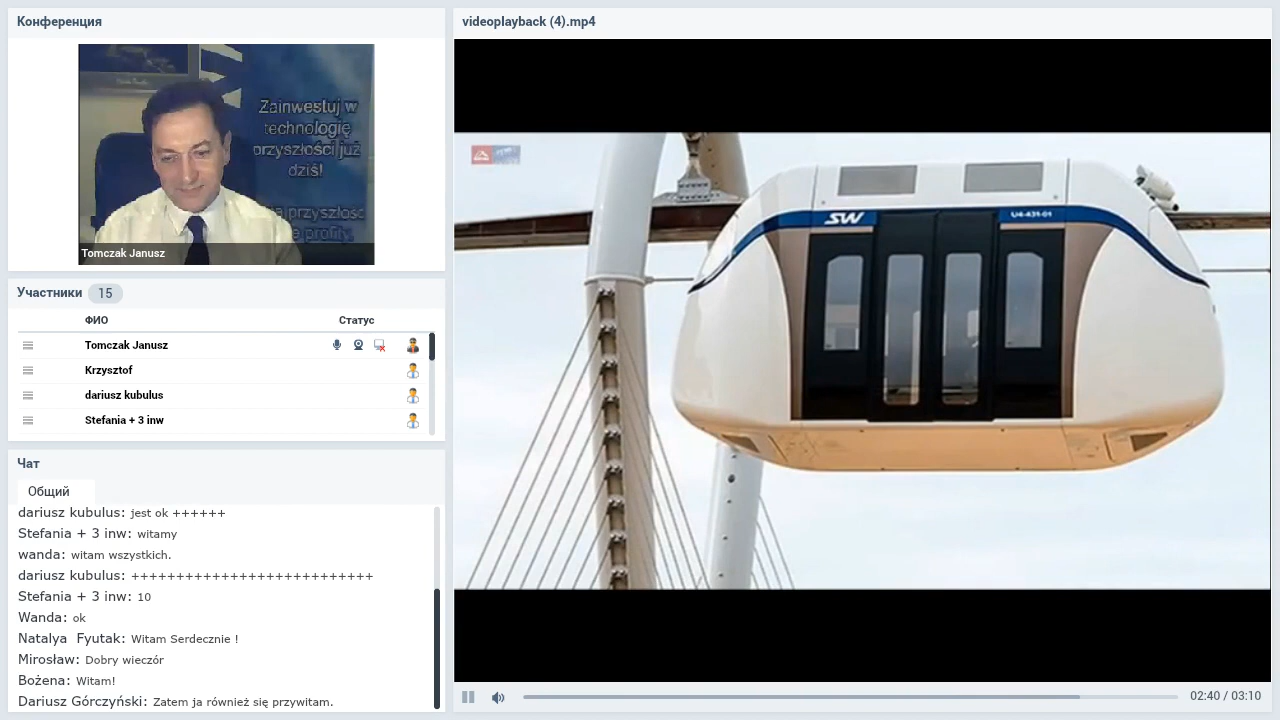 Конференция
Zainwestuj w
technologię
przyszłości już
dziś!
Tomczak Janusz
Участники 15
ФИО Статус
Tomczak Janusz
Krzysztof
dariusz kubulus
Stefania + 3 inw
Чат
Общий
dariusz kubulus: jest ok ++++++
Stefania + 3 inw: witamy
wanda: witam wszystkich.
dariusz kubulus: +++++++++++++++++++++++++++
Stefania + 3 inw: 10
Wanda: ok
Natalya Fyutak: Witam Serdecznie !
Mirosław: Dobry wieczór
Bożena: Witam!
Dariusz Górczyński: Zatem ja również się przywitam.
videoplayback (4).mp4
SW
U4-431-01
02:40 / 03:10